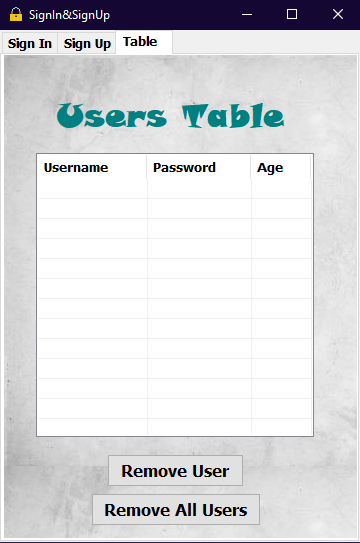 SignIn&SignUp
Sign In Sign Up Table
Users Table
Username Password Age
Remove User
Remove All Users